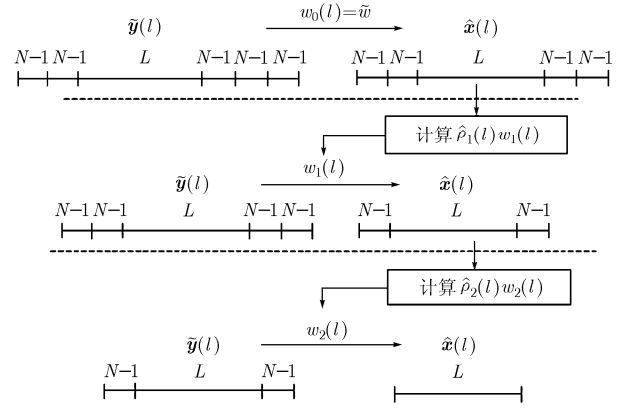 ỹ(l) w₀(l)=w̃ x̂(l)
N−1 N−1 L N−1 N−1 N−1 N−1 N−1 L N−1 N−1
计算 ρ̂₁(l) w₁(l)
w₁(l)
ỹ(l) x̂(l)
N−1 N−1 L N−1 N−1 N−1 L N−1
计算 ρ̂₂(l) w₂(l)
ỹ(l) w₂(l) x̂(l)
N−1 L N−1 L